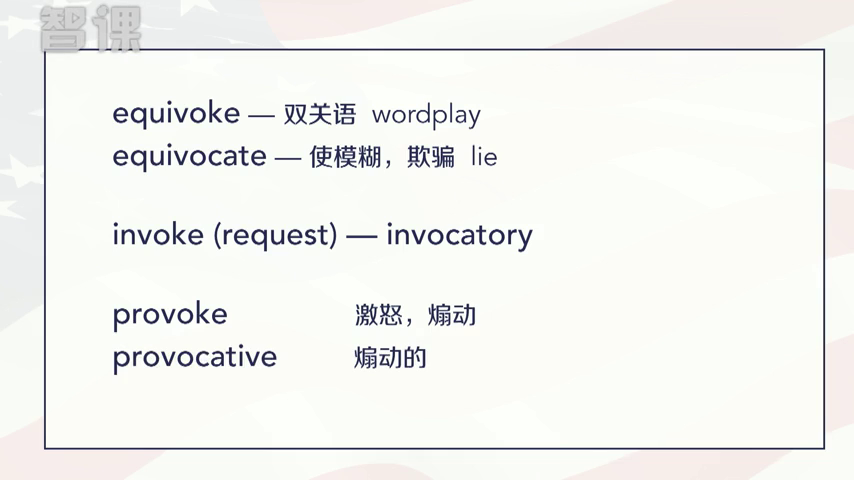 智课
equivoke — 双关语 wordplay
equivocate — 使模糊，欺骗 lie
invoke (request) — invocatory
provoke 激怒，煽动
provocative 煽动的